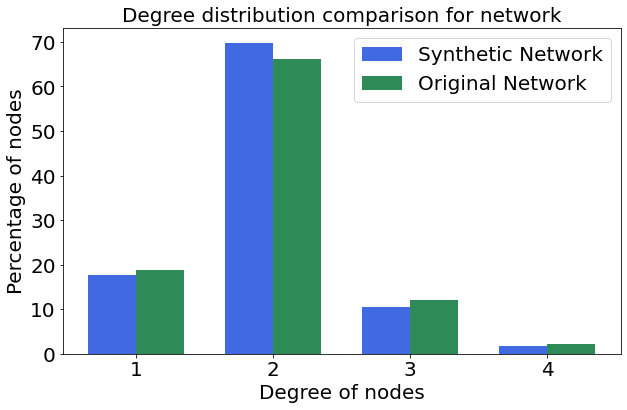 Degree distribution comparison for network
Synthetic Network
Original Network
Percentage of nodes
70
60
50
40
30
20
10
0
1 2 3 4
Degree of nodes